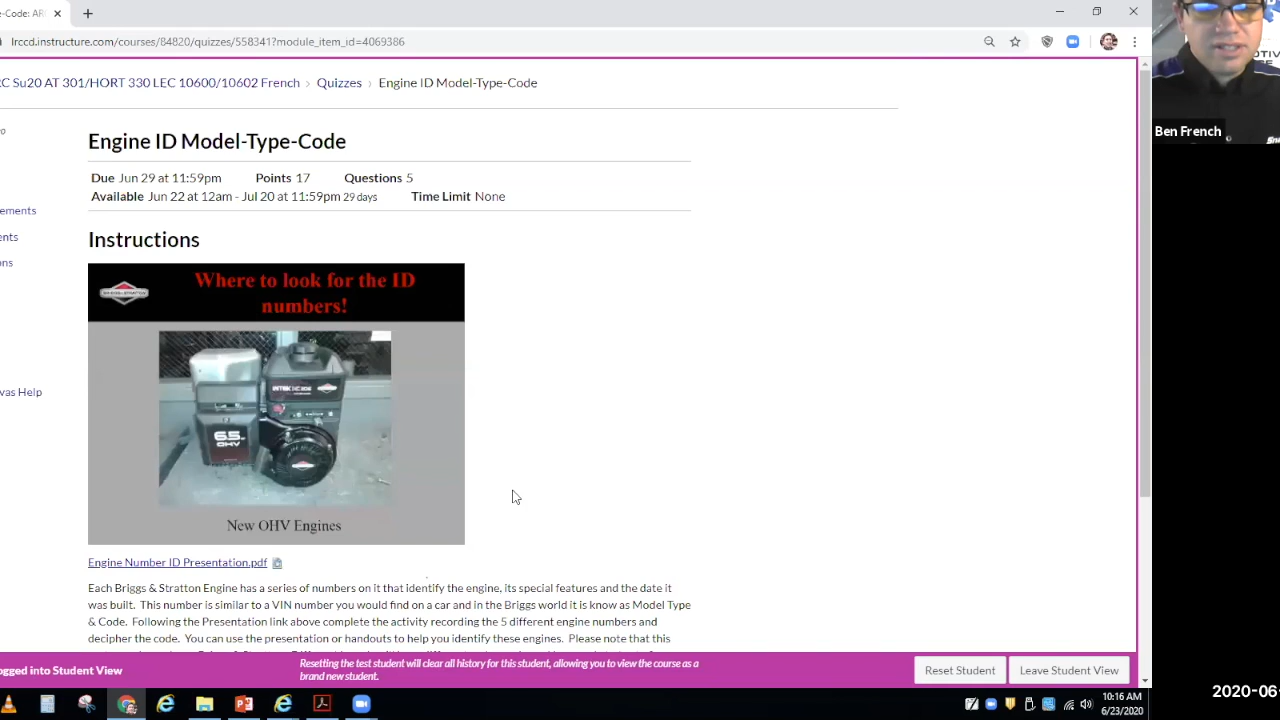 -Code: AR
lrccd.instructure.com/courses/84820/quizzes/558341?module_item_id=4069386
C Su20 AT 301/HORT 330 LEC 10600/10602 French > Quizzes > Engine ID Model-Type-Code
Engine ID Model-Type-Code
Due Jun 29 at 11:59pm Points 17 Questions 5
Available Jun 22 at 12am - Jul 20 at 11:59pm 29 days Time Limit None
ements
ents
ons
vas Help
Instructions
Where to look for the ID
numbers!
BRIGGS & STRATTON
INTEK
6.5
OHV
New OHV Engines
Engine Number ID Presentation.pdf
Each Briggs & Stratton Engine has a series of numbers on it that identify the engine, its special features and the date it
was built. This number is similar to a VIN number you would find on a car and in the Briggs world it is know as Model Type
& Code. Following the Presentation link above complete the activity recording the 5 different engine numbers and
decipher the code. You can use the presentation or handouts to help you identify these engines. Please note that this
ogged into Student View
Resetting the test student will clear all history for this student, allowing you to view the course as a
brand new student.
Reset Student
Leave Student View
10:16 AM
6/23/2020
Ben French
2020-06-